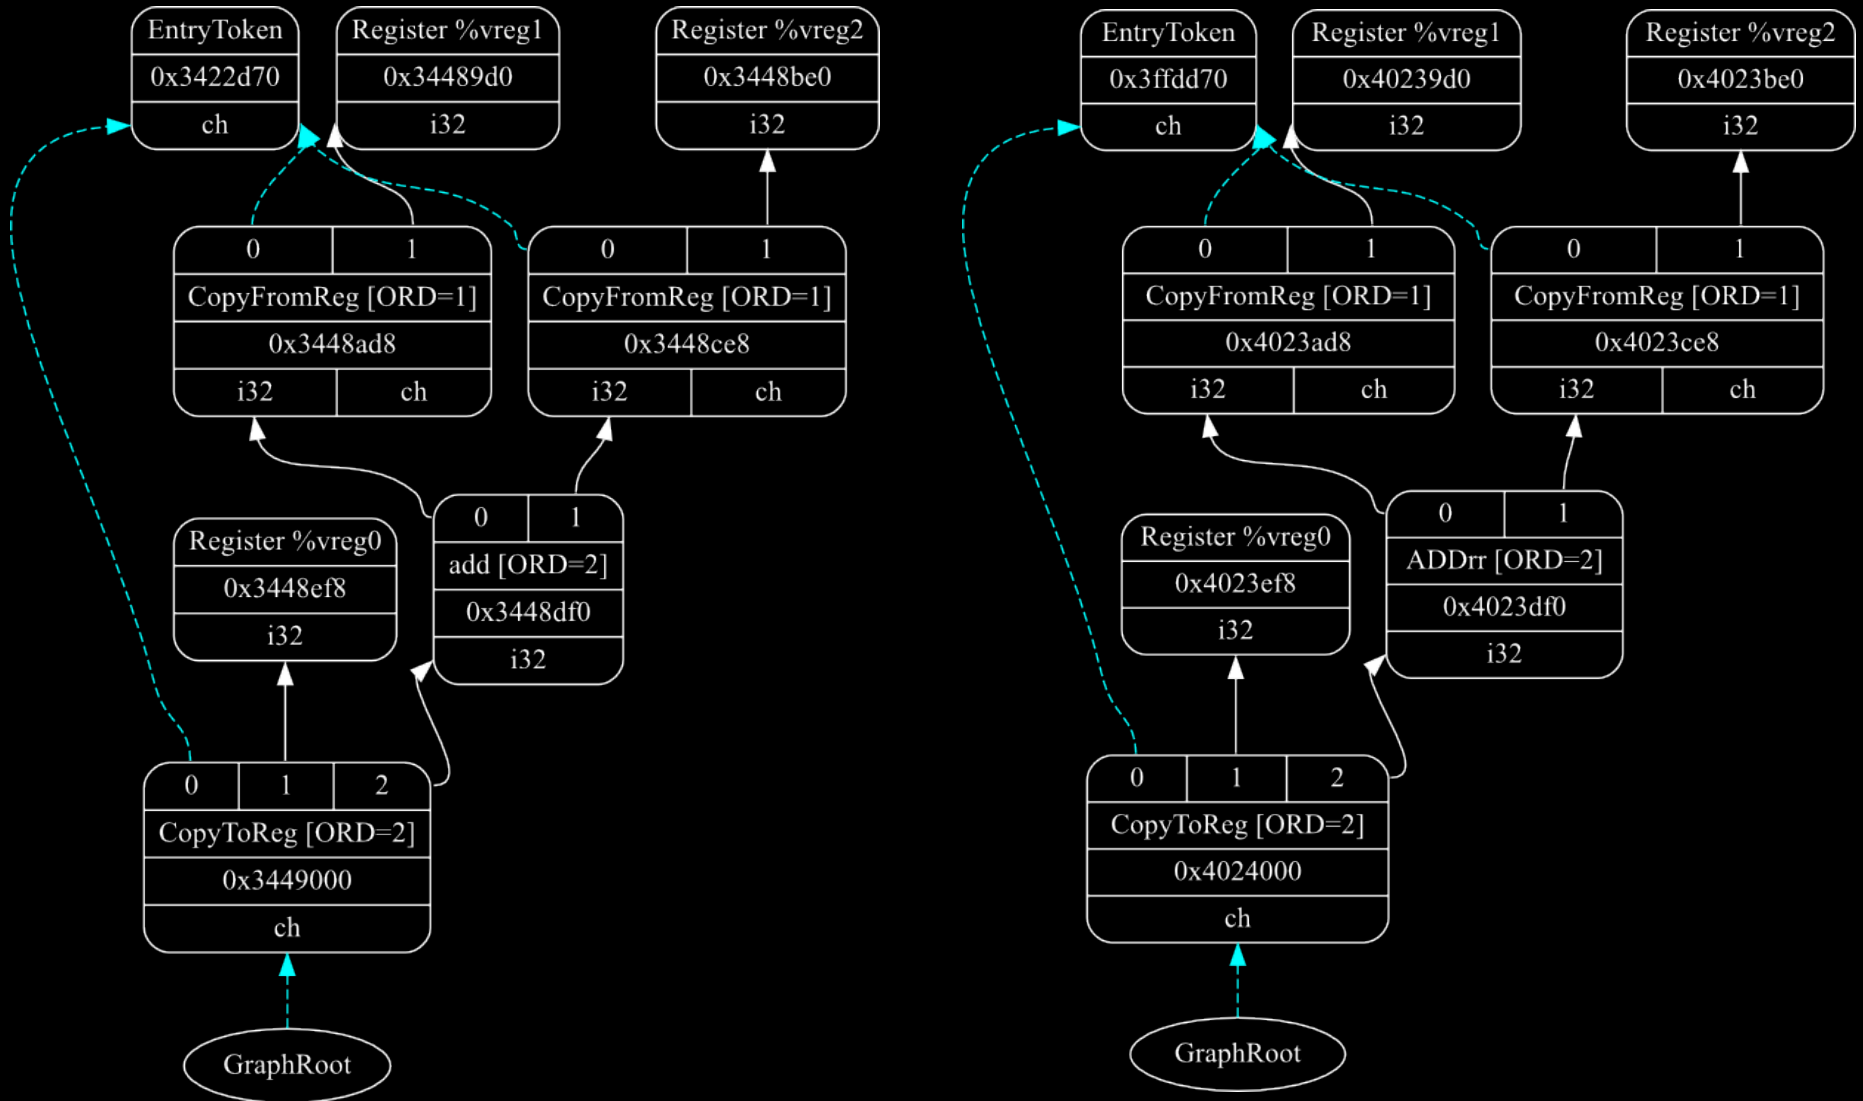 EntryToken
0x3422d70
ch
Register %vreg1
0x34489d0
i32
Register %vreg2
0x3448be0
i32
0 1
CopyFromReg [ORD=1]
0x3448ad8
i32 ch
0 1
CopyFromReg [ORD=1]
0x3448ce8
i32 ch
Register %vreg0
0x3448ef8
i32
0 1
add [ORD=2]
0x3448df0
i32
0 1 2
CopyToReg [ORD=2]
0x3449000
ch
GraphRoot
EntryToken
0x3ffdd70
ch
Register %vreg1
0x40239d0
i32
Register %vreg2
0x4023be0
i32
0 1
CopyFromReg [ORD=1]
0x4023ad8
i32 ch
0 1
CopyFromReg [ORD=1]
0x4023ce8
i32 ch
Register %vreg0
0x4023ef8
i32
0 1
ADDrr [ORD=2]
0x4023df0
i32
0 1 2
CopyToReg [ORD=2]
0x4024000
ch
GraphRoot